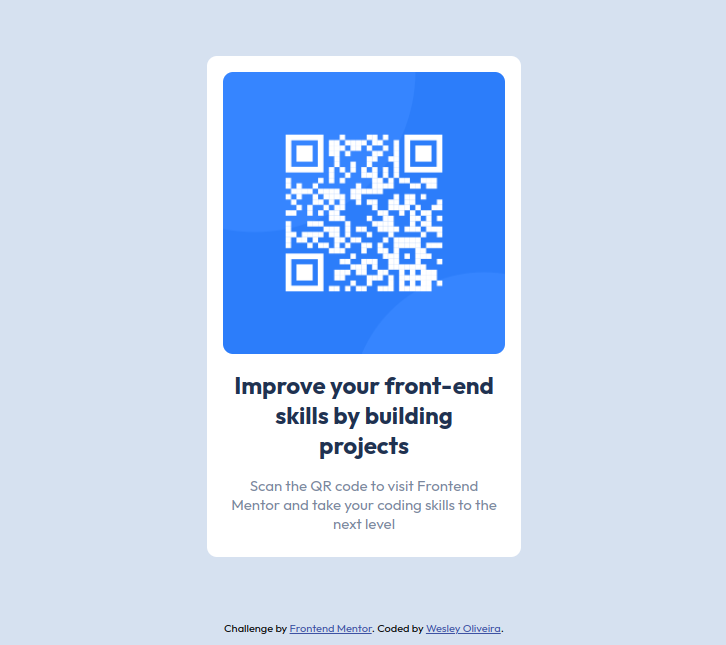 Improve your front-end
skills by building
projects
Scan the QR code to visit Frontend
Mentor and take your coding skills to the
next level
Challenge by Frontend Mentor. Coded by Wesley Oliveira.